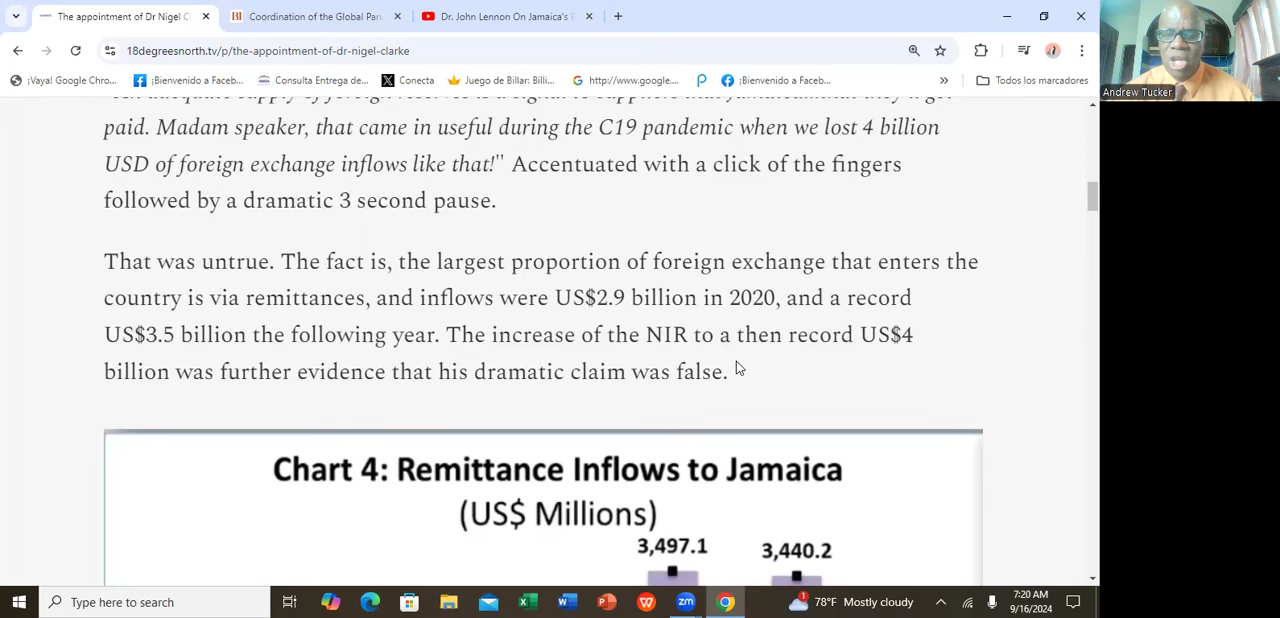 The appointment of Dr Nigel Cl
Coordination of the Global Pan
Dr. John Lennon On Jamaica's
18degreesnorth.tv/p/the-appointment-of-dr-nigel-clarke
¡Vaya! Google Chro...
¡Bienvenido a Faceb...
Consulta Entrega de...
Conecta
Juego de Billar: Billi...
http://www.google....
¡Bienvenido a Faceb...
Todos los marcadores
Andrew Tucker
paid. Madam speaker, that came in useful during the C19 pandemic when we lost 4 billion
USD of foreign exchange inflows like that!" Accentuated with a click of the fingers
followed by a dramatic 3 second pause.
That was untrue. The fact is, the largest proportion of foreign exchange that enters the
country is via remittances, and inflows were US$2.9 billion in 2020, and a record
US$3.5 billion the following year. The increase of the NIR to a then record US$4
billion was further evidence that his dramatic claim was false.
Chart 4: Remittance Inflows to Jamaica
(US$ Millions)
3,497.1
3,440.2
Type here to search
78°F Mostly cloudy
7:20 AM
9/16/2024